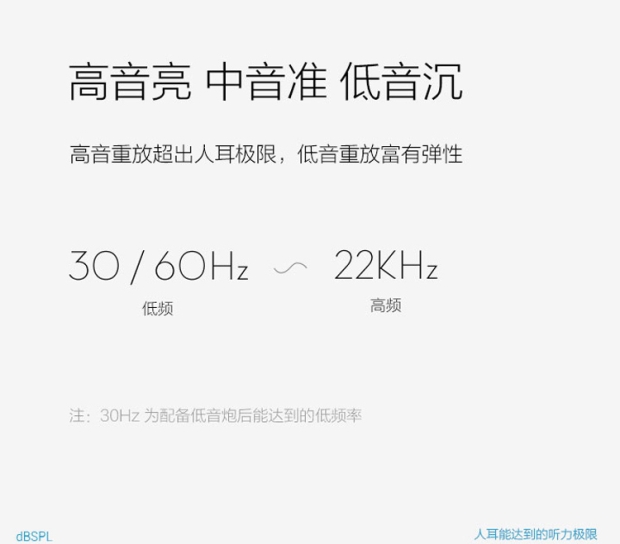 高音亮 中音准 低音沉
高音重放超出人耳极限，低音重放富有弹性
30 / 60Hz ~ 22KHz
低频 高频
注：30Hz 为配备低音炮后能达到的低频率
dBSPL 人耳能达到的听力极限